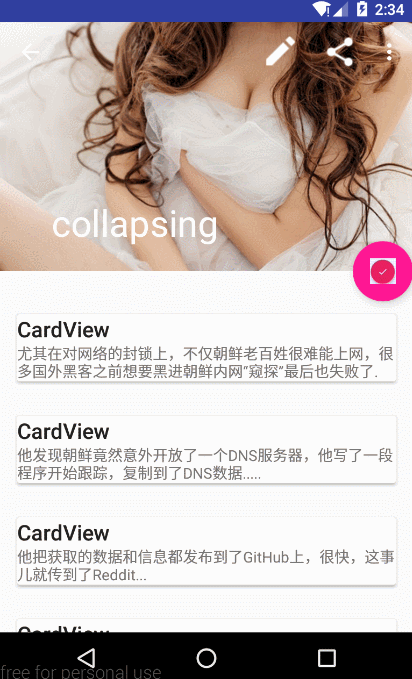 2:34
collapsing
CardView
尤其在对网络的封锁上，不仅朝鲜老百姓很难能上网，很
多国外黑客之前想要黑进朝鲜内网”窥探”最后也失败了.
CardView
他发现朝鲜竟然意外开放了一个DNS服务器，他写了一段
程序开始跟踪，复制到了DNS数据.....
CardView
他把获取的数据和信息都发布到了GitHub上，很快，这事
儿就传到了Reddit...
CardView
free for personal use